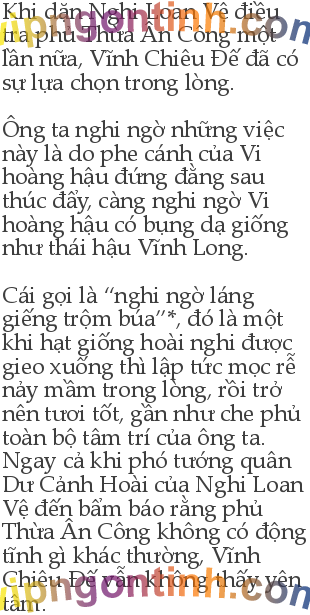 Khi dặn Nghi Loan Vệ điều
tra phủ Thừa Ân Công một
lần nữa, Vĩnh Chiêu Đế đã có
sự lựa chọn trong lòng.
Ông ta nghi ngờ những việc
này là do phe cánh của Vi
hoàng hậu đứng đằng sau
thúc đẩy, càng nghi ngờ Vi
hoàng hậu có bụng dạ giống
như thái hậu Vĩnh Long.
Cái gọi là “nghi ngờ láng
giếng trộm búa”*, đó là một
khi hạt giống hoài nghi được
gieo xuống thì lập tức mọc rễ
nảy mầm trong lòng, rồi trở
nên tươi tốt, gần như che phủ
toàn bộ tâm trí của ông ta.
Ngay cả khi phó tướng quân
Dư Cảnh Hoài của Nghi Loan
Vệ đến bẩm báo rằng phủ
Thừa Ân Công không có động
tĩnh gì khác thường, Vĩnh
Chiêu Đế vẫn không thấy yên
tâm.